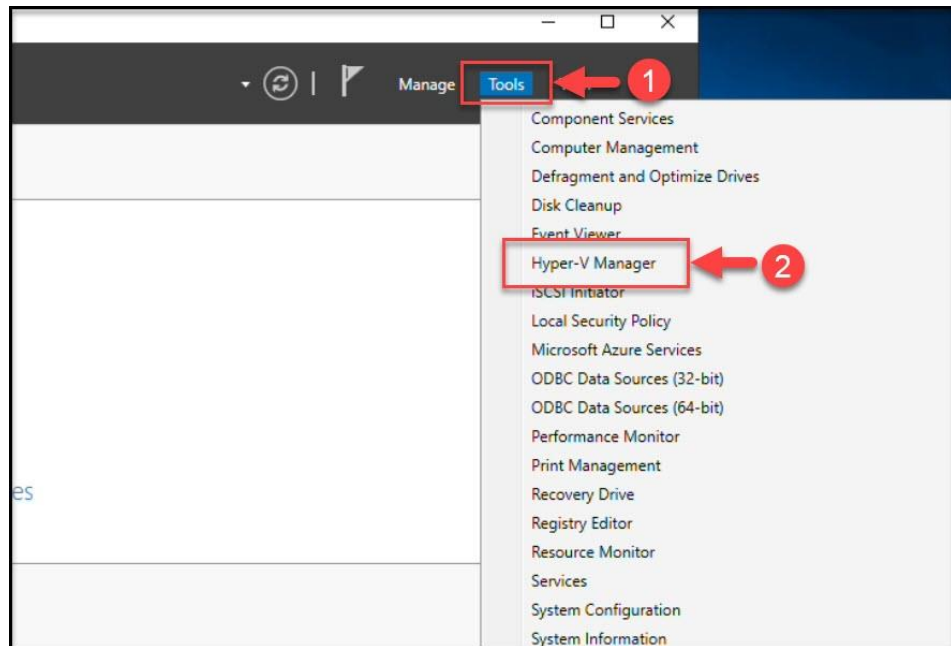 Manage
Tools
1
Component Services
Computer Management
Defragment and Optimize Drives
Disk Cleanup
Event Viewer
Hyper-V Manager
2
iSCSI Initiator
Local Security Policy
Microsoft Azure Services
ODBC Data Sources (32-bit)
ODBC Data Sources (64-bit)
Performance Monitor
Print Management
es
Recovery Drive
Registry Editor
Resource Monitor
Services
System Configuration
System Information